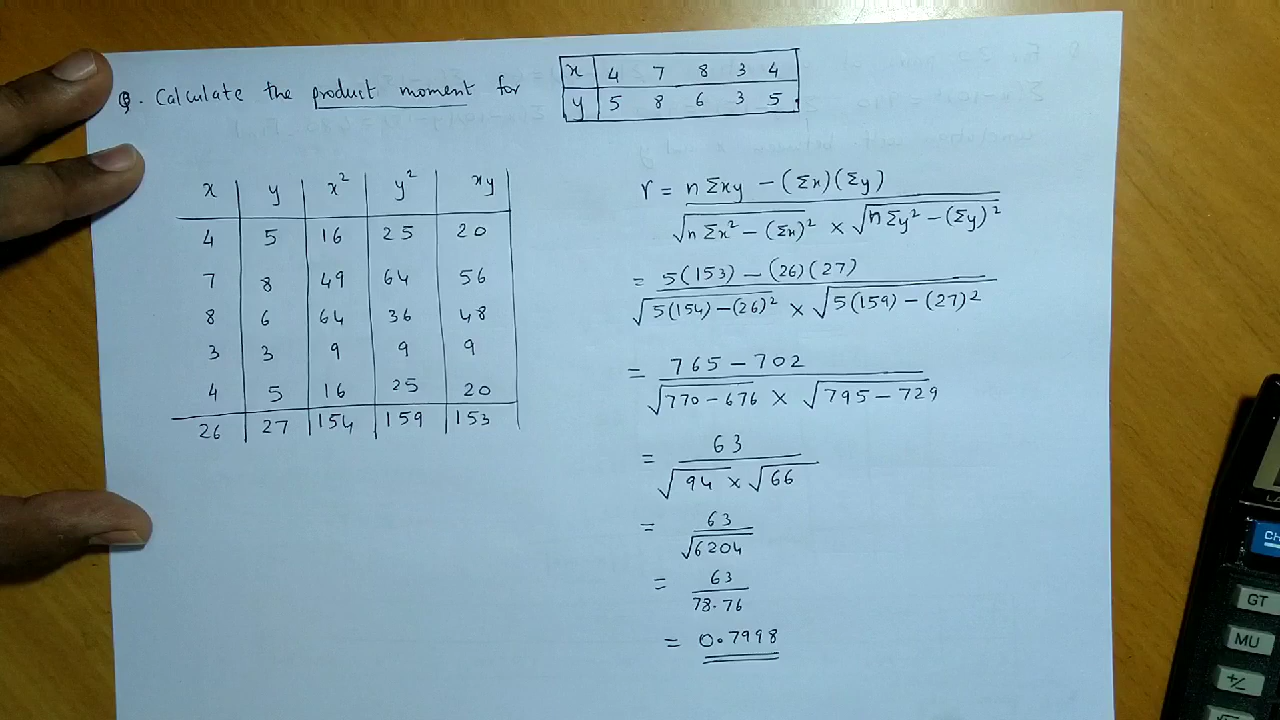 Q. Calculate the product moment for
x 4 7 8 3 4
y 5 8 6 3 5
x y x² y² xy
4 5 16 25 20
7 8 49 64 56
8 6 64 36 48
3 3 9 9 9
4 5 16 25 20
26 27 154 159 153
r = n Σxy − (Σx)(Σy)
√n Σx² − (Σx)² × √n Σy² − (Σy)²
= 5(153) − (26)(27)
√5(154) − (26)² × √5(159) − (27)²
= 765 − 702
√770 − 676 × √795 − 729
= 63
√94 × √66
= 63
√6204
= 63
78.76
= 0.7998
GT
MU
+/−